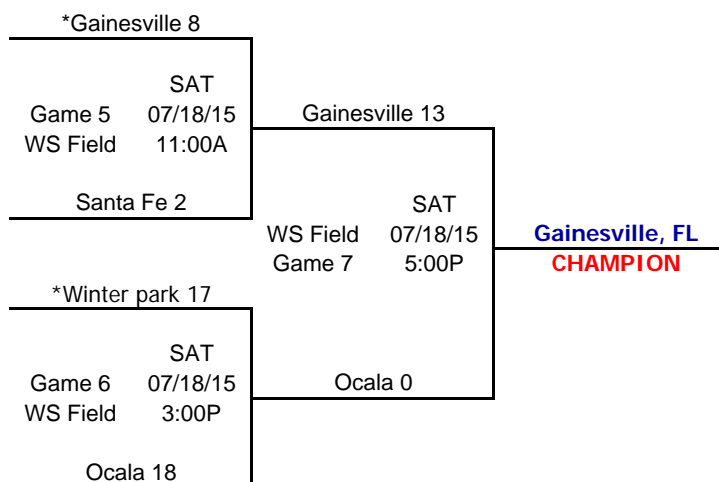 *Gainesville 8
SAT
Game 5 07/18/15
WS Field 11:00A
Gainesville 13
Santa Fe 2
SAT
WS Field 07/18/15
Game 7 5:00P
Gainesville, FL
CHAMPION
*Winter park 17
SAT
Game 6 07/18/15
WS Field 3:00P
Ocala 0
Ocala 18